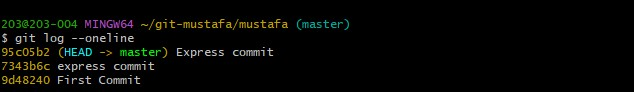 203@203-004 MINGW64 ~/git-mustafa/mustafa (master)
$ git log --oneline
95c05b2 (HEAD -> master) Express commit
7343b6c express commit
9d48240 First Commit